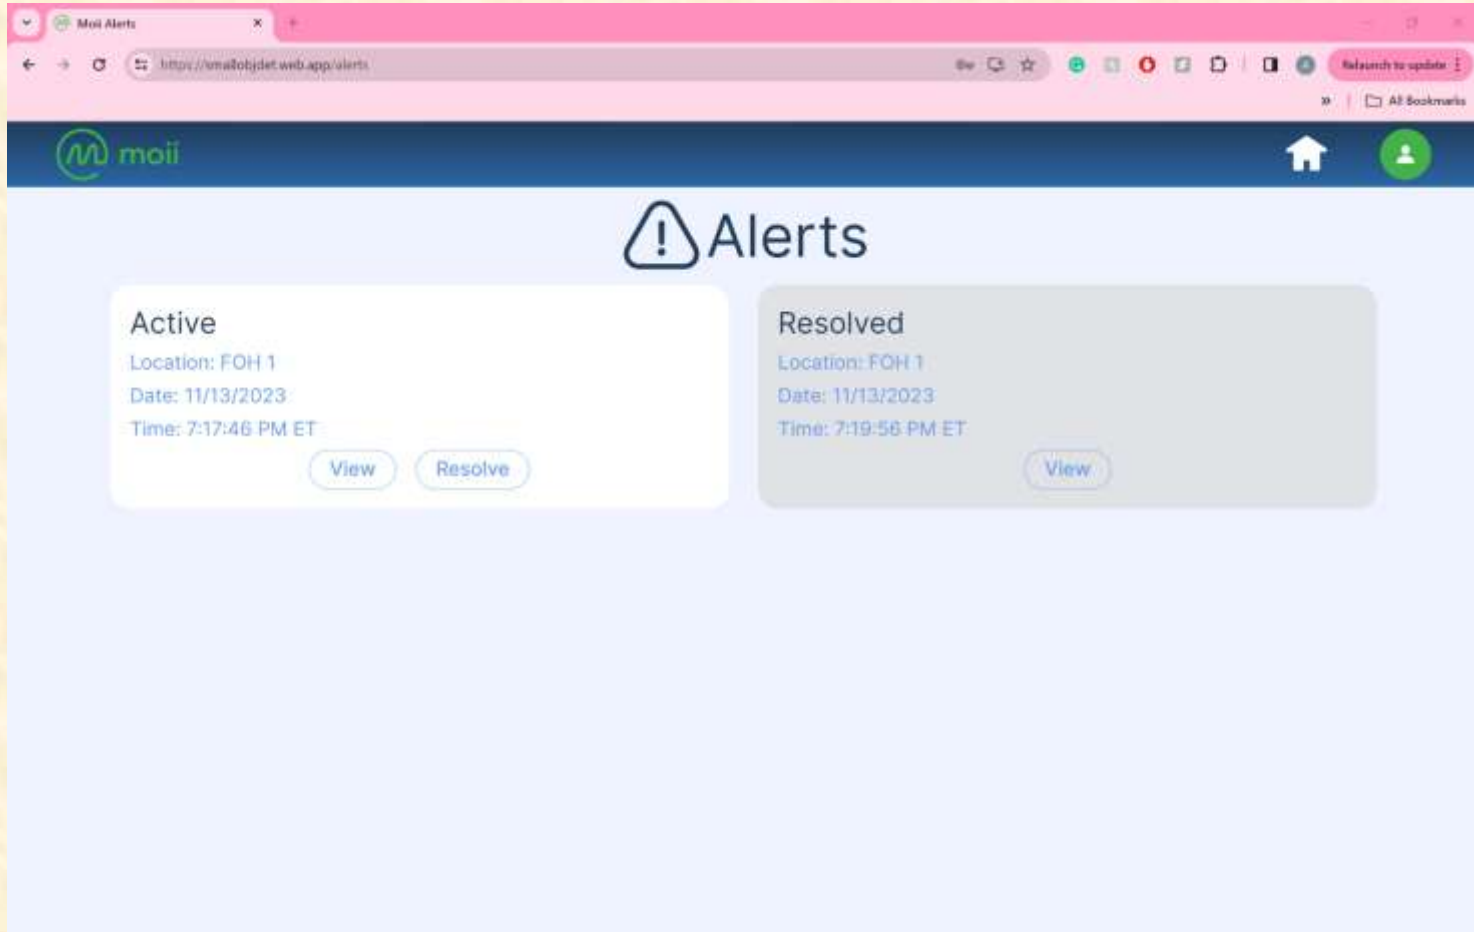 Moii Alerts
https://smallobjdet.web.app/alerts
Relaunch to update
All Bookmarks
moii
Alerts
Active
Location: FOH 1
Date: 11/13/2023
Time: 7:17:46 PM ET
View Resolve
Resolved
Location: FOH 1
Date: 11/13/2023
Time: 7:19:56 PM ET
View